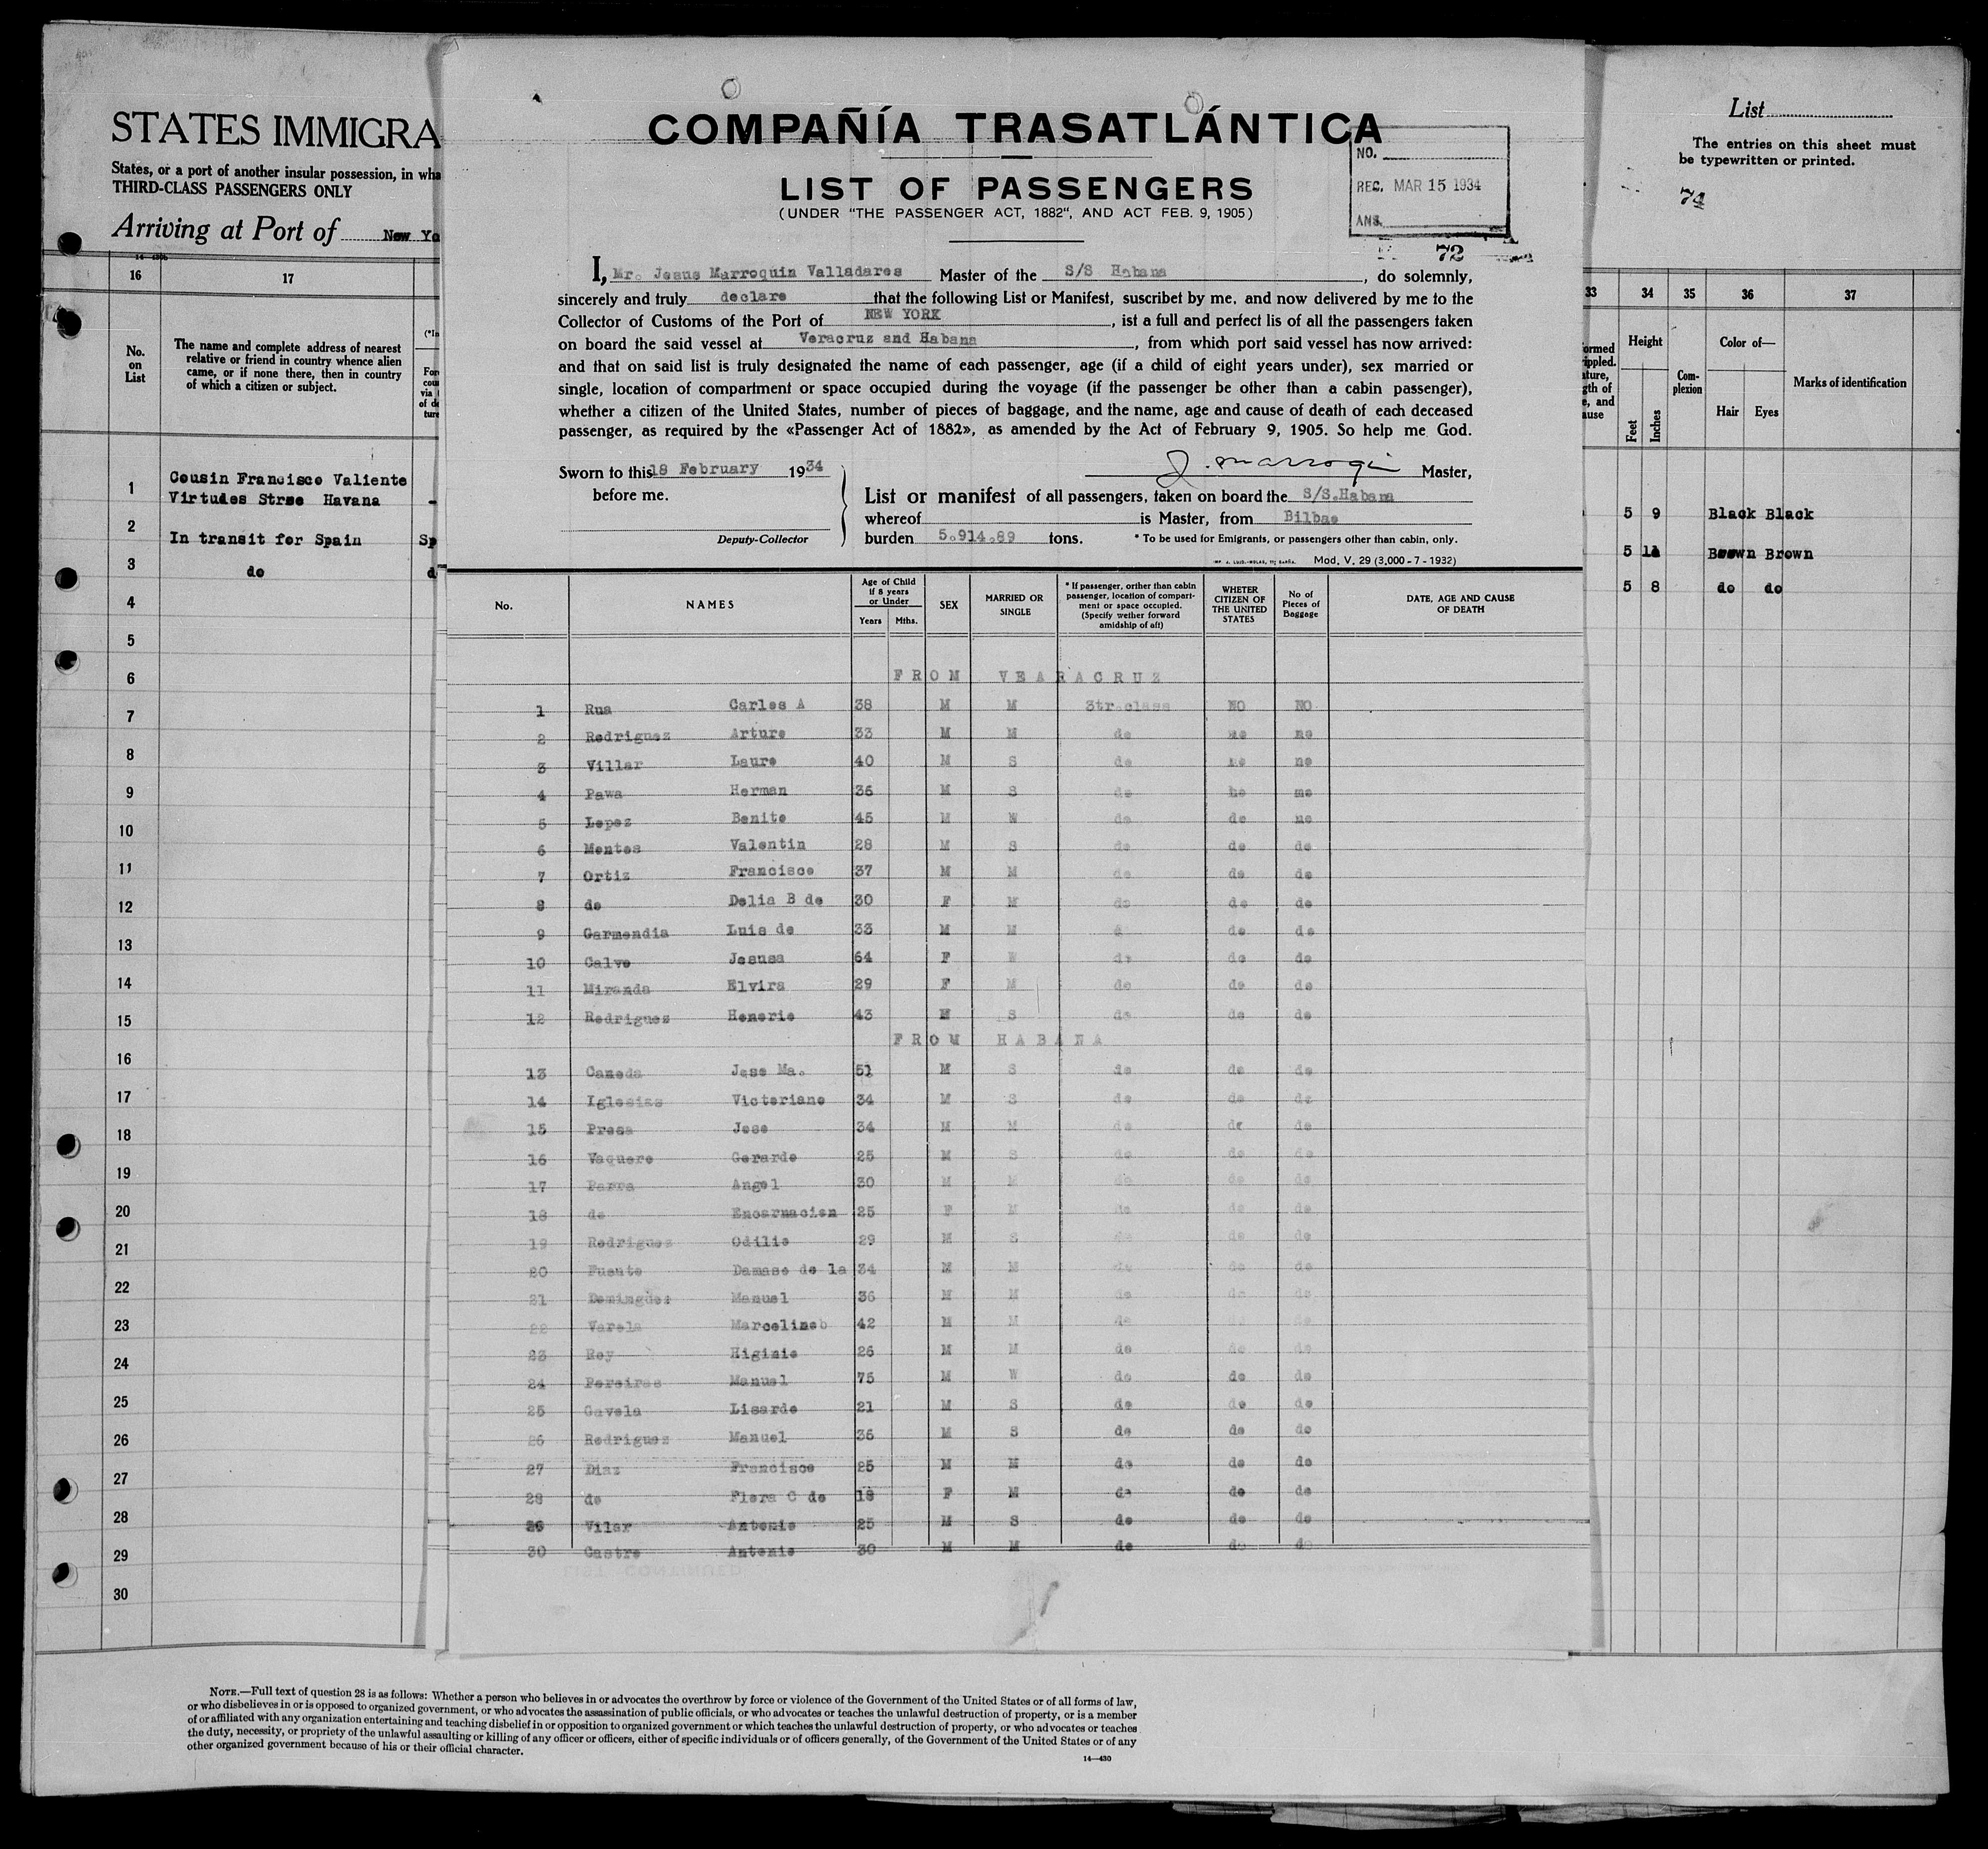 STATES IMMIGRA
States, or a port of another insular possession, in wha
THIRD-CLASS PASSENGERS ONLY
Arriving at Port of New Yo
16 17
No. on List
The name and complete address of nearest
relative or friend in country whence alien
came, or if none there, then in country
of which a citizen or subject.
1 Cousin Francisco Valiente
Virtudes Stree Havana
2 In transit for Spain Sp
3 do d
4
5
6
7
8
9
10
11
12
13
14
15
16
17
18
19
20
21
22
23
24
25
26
27
28
29
30
COMPAÑÍA TRASATLÁNTICA
LIST OF PASSENGERS
(UNDER "THE PASSENGER ACT, 1882", AND ACT FEB. 9, 1905)
NO.
REC. MAR 15 1934
ANS.
72
I, Mr. Jesus Marroquin Valladares Master of the S/S Habana, do solemnly,
sincerely and truly declare that the following List or Manifest, suscribet by me, and now delivered by me to the
Collector of Customs of the Port of NEW YORK, ist a full and perfect lis of all the passengers taken
on board the said vessel at Veracruz and Habana, from which port said vessel has now arrived:
and that on said list is truly designated the name of each passenger, age (if a child of eight years under), sex married or
single, location of compartment or space occupied during the voyage (if the passenger be other than a cabin passenger),
whether a citizen of the United States, number of pieces of baggage, and the name, age and cause of death of each deceased
passenger, as required by the «Passenger Act of 1882», as amended by the Act of February 9, 1905. So help me God.
Sworn to this 18 February 1934
before me.
Deputy-Collector
J. Marroqin Master,
List or manifest of all passengers, taken on board the S/S.Habana
whereof is Master, from Bilbao
burden 5.914.89 tons. * To be used for Emigrants, or passengers other than cabin, only.
Mod. V. 29 (3.000 - 7 - 1932)
No. NAMES Age of Child if 8 years or Under Years Mths. SEX MARRIED OR SINGLE * If passenger, orither than cabin passenger, location of compartiment or space occupied. (Specify wether forward amidship of aft) WHETER CITIZEN OF THE UNITED STATES No of Pieces of Baggage DATE, AGE AND CAUSE OF DEATH
FROM VEARACRUZ
1 Rua Carlos A 38 M M 3tr.class NO NO
2 Rodriguez Arturo 33 M M do no no
3 Villar Lauro 40 M S do no no
4 Pawa Herman 36 M S do no no
5 Lopez Benito 45 M W do do no
6 Montes Valentin 28 M S do do do
7 Ortiz Francisco 37 M M do do do
8 do Delia B de 30 F M do do do
9 Garmendia Luis de 33 M M do do
10 Calvo Jesusa 64 F W do do do
11 Miranda Elvira 29 F M do do do
12 Rodriguez Honorio 43 M S do do do
FROM HABANA
13 Caneda Jose Ma. 51 M S do do do
14 Iglesias Victoriano 34 M S do do do
15 Presa Jose 34 M M do do do
16 Vaquero Gerardo 25 M S do do do
17 Parra Angel 30 M M do do do
18 do Encarnacion 25 F M do do do
19 Rodriguez Odilio 29 M S do do do
20 Fuente Damaso de la 34 M M do do do
21 Dominguez Manuel 36 M M do do do
22 Varela Marcelino 42 M M do
23 Rey Higinio 26 M M do do do
24 Pereiras Manuel 75 M W do do do
25 Gavela Lisardo 21 M S do do do
26 Rodriguez Manuel 36 M S do do do
27 Diaz Francisco 25 M M do do do
28 do Flora C de 18 F M do do do
Vilar Antonio 25 M S do do do
30 Castro Antonio 30 M M do do do
LIST CONTINUED
List
The entries on this sheet must
be typewritten or printed.
74
33 34 35 36 37
Height Feet Inches Complexion Color of— Hair Eyes Marks of identification
5 9 Black Black
5 11 Brown Brown
5 8 do do
NOTE.—Full text of question 28 is as follows: Whether a person who believes in or advocates the overthrow by force or violence of the Government of the United States or of all forms of law,
or who disbelieves in or is opposed to organized government, or who advocates the assassination of public officials, or who advocates or teaches the unlawful destruction of property, or is a member
of or affiliated with any organization entertaining and teaching disbelief in or opposition to organized government or which teaches the unlawful destruction of property, or who advocates or teaches
the duty, necessity, or propriety of the unlawful assaulting or killing of any officer or officers, either of specific individuals or of officers generally, of the Government of the United States or of any
other organized government because of his or their official character.
14—430